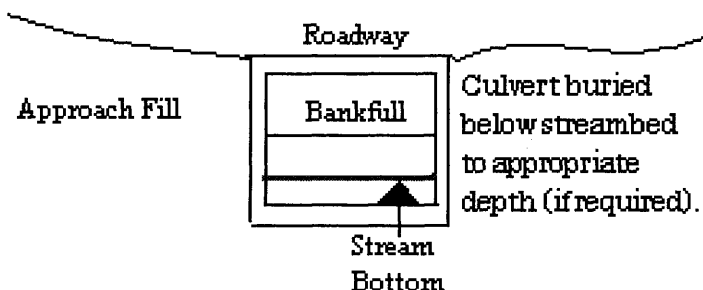 Roadway
Approach Fill
Bankfull
Culvert buried
below streambed
to appropriate
depth (if required).
Stream
Bottom